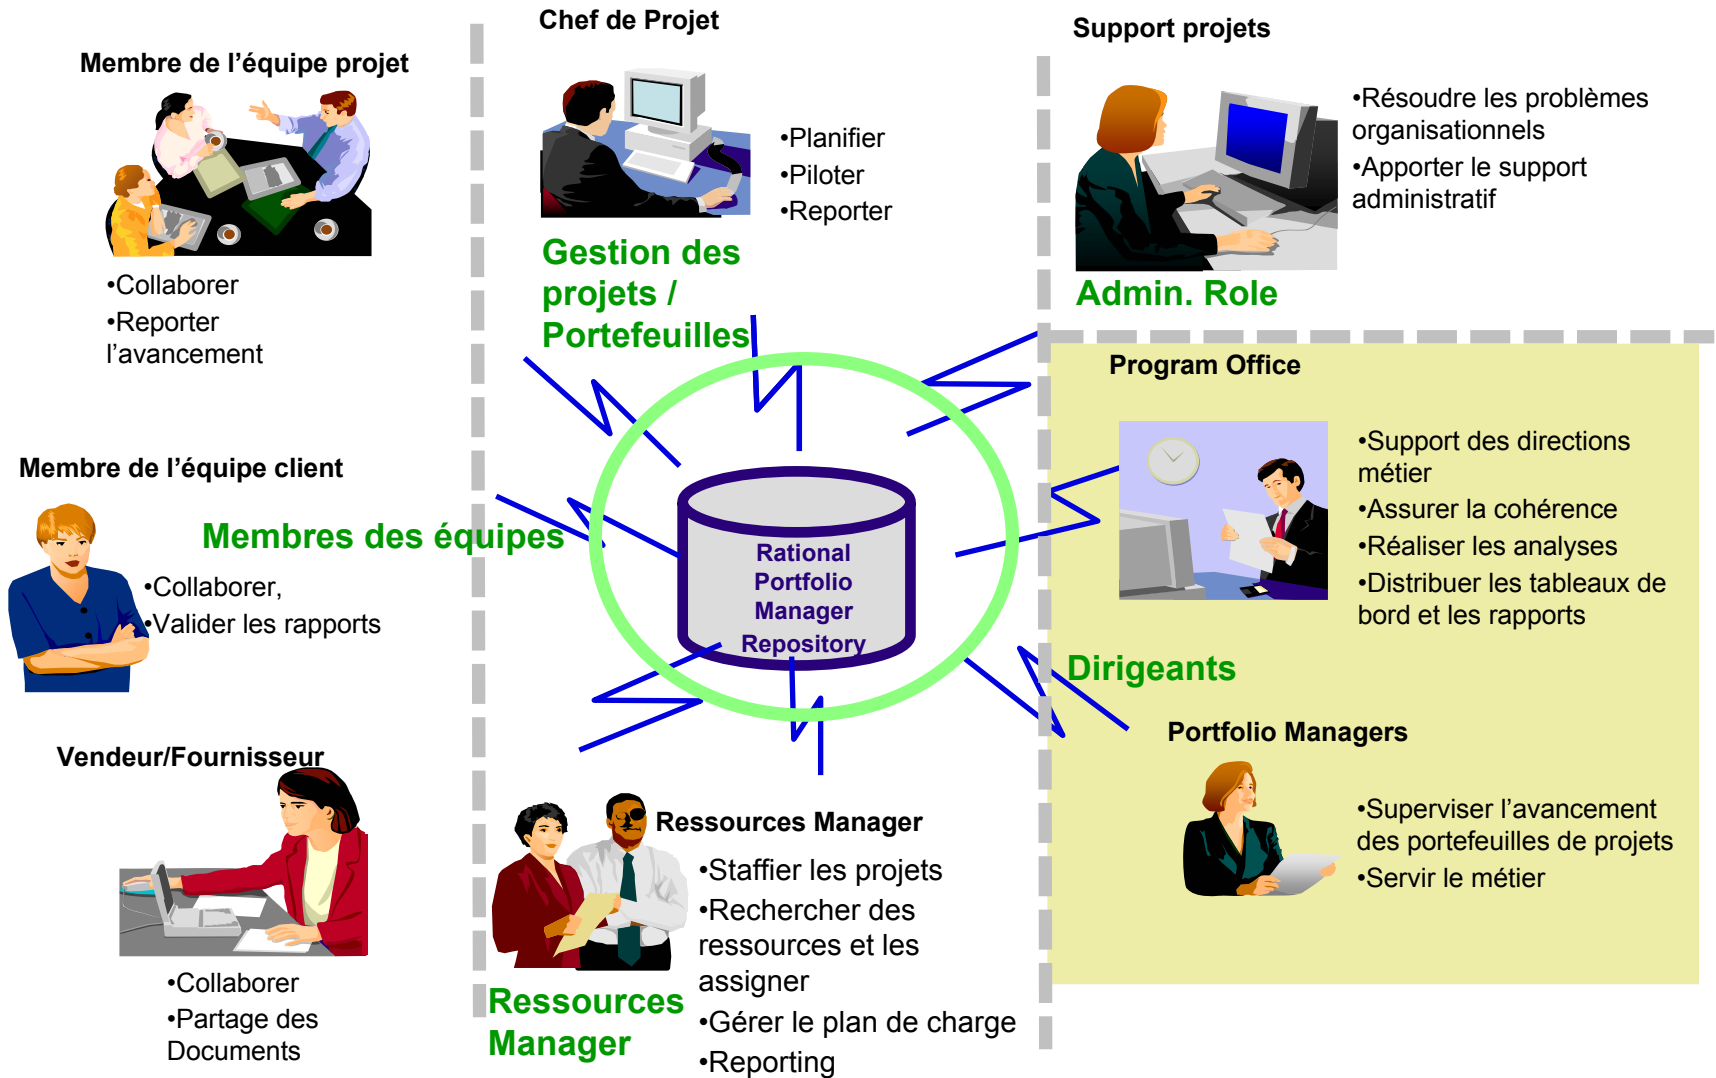 Membre de l’équipe projet
•Collaborer
•Reporter
l’avancement
Membre de l’équipe client
Membres des équipes
•Collaborer,
•Valider les rapports
Vendeur/Fournisseur
•Collaborer
•Partage des
Documents
Chef de Projet
•Planifier
•Piloter
•Reporter
Gestion des
projets /
Portefeuilles
Rational
Portfolio
Manager
Repository
Ressources Manager
•Staffier les projets
•Rechercher des
ressources et les
assigner
•Gérer le plan de charge
•Reporting
Ressources
Manager
Support projets
•Résoudre les problèmes
organisationnels
•Apporter le support
administratif
Admin. Role
Program Office
•Support des directions
métier
•Assurer la cohérence
•Réaliser les analyses
•Distribuer les tableaux de
bord et les rapports
Dirigeants
Portfolio Managers
•Superviser l’avancement
des portefeuilles de projets
•Servir le métier